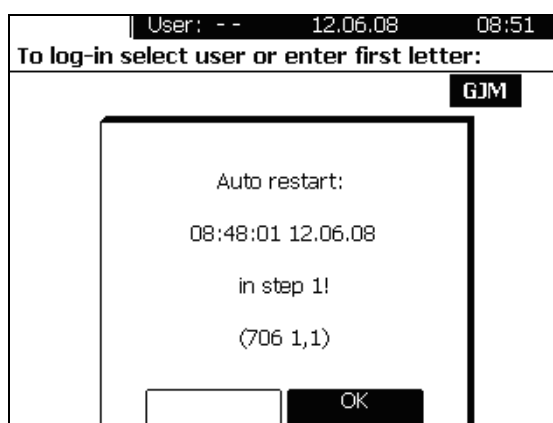 User: - - 12.06.08 08:51
To log-in select user or enter first letter:
GJM
Auto restart:
08:48:01 12.06.08
in step 1!
(706 1,1)
OK